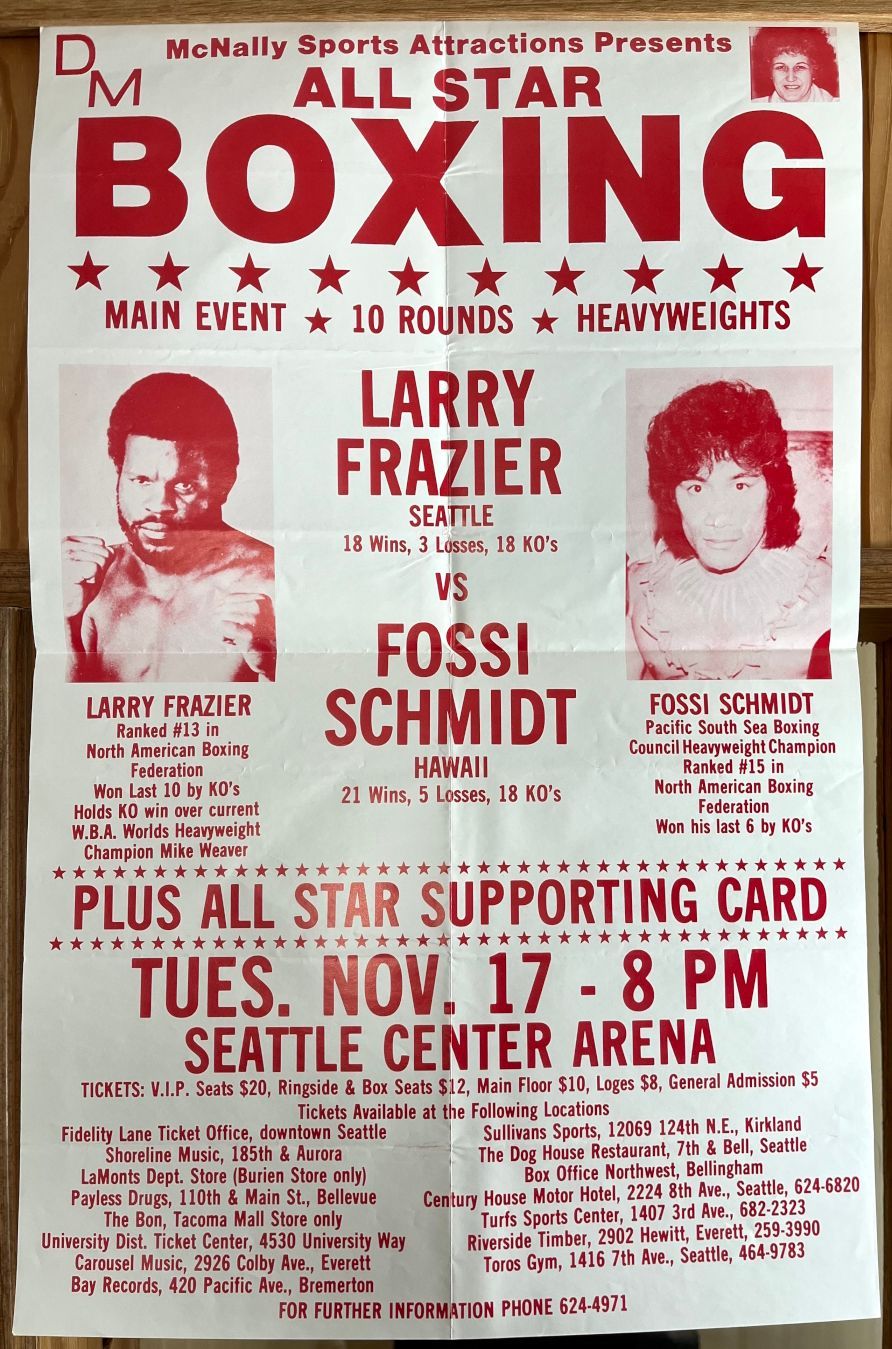 DM
McNally Sports Attractions Presents
ALL STAR
BOXING
MAIN EVENT ★ 10 ROUNDS ★ HEAVYWEIGHTS
LARRY
FRAZIER
SEATTLE
18 Wins, 3 Losses, 18 KO's
VS
FOSSI
SCHMIDT
HAWAII
21 Wins, 5 Losses, 18 KO's
LARRY FRAZIER
Ranked #13 in
North American Boxing
Federation
Won Last 10 by KO's
Holds KO win over current
W.B.A. Worlds Heavyweight
Champion Mike Weaver
FOSSI SCHMIDT
Pacific South Sea Boxing
Council Heavyweight Champion
Ranked #15 in
North American Boxing
Federation
Won his last 6 by KO's
PLUS ALL STAR SUPPORTING CARD
TUES. NOV. 17 - 8 PM
SEATTLE CENTER ARENA
TICKETS: V.I.P. Seats $20, Ringside & Box Seats $12, Main Floor $10, Loges $8, General Admission $5
Tickets Available at the Following Locations
Fidelity Lane Ticket Office, downtown Seattle
Shoreline Music, 185th & Aurora
LaMonts Dept. Store (Burien Store only)
Payless Drugs, 110th & Main St., Bellevue
The Bon, Tacoma Mall Store only
University Dist. Ticket Center, 4530 University Way
Carousel Music, 2926 Colby Ave., Everett
Bay Records, 420 Pacific Ave., Bremerton
Sullivans Sports, 12069 124th N.E., Kirkland
The Dog House Restaurant, 7th & Bell, Seattle
Box Office Northwest, Bellingham
Century House Motor Hotel, 2224 8th Ave., Seattle, 624-6820
Turfs Sports Center, 1407 3rd Ave., 682-2323
Riverside Timber, 2902 Hewitt, Everett, 259-3990
Toros Gym, 1416 7th Ave., Seattle, 464-9783
FOR FURTHER INFORMATION PHONE 624-4971